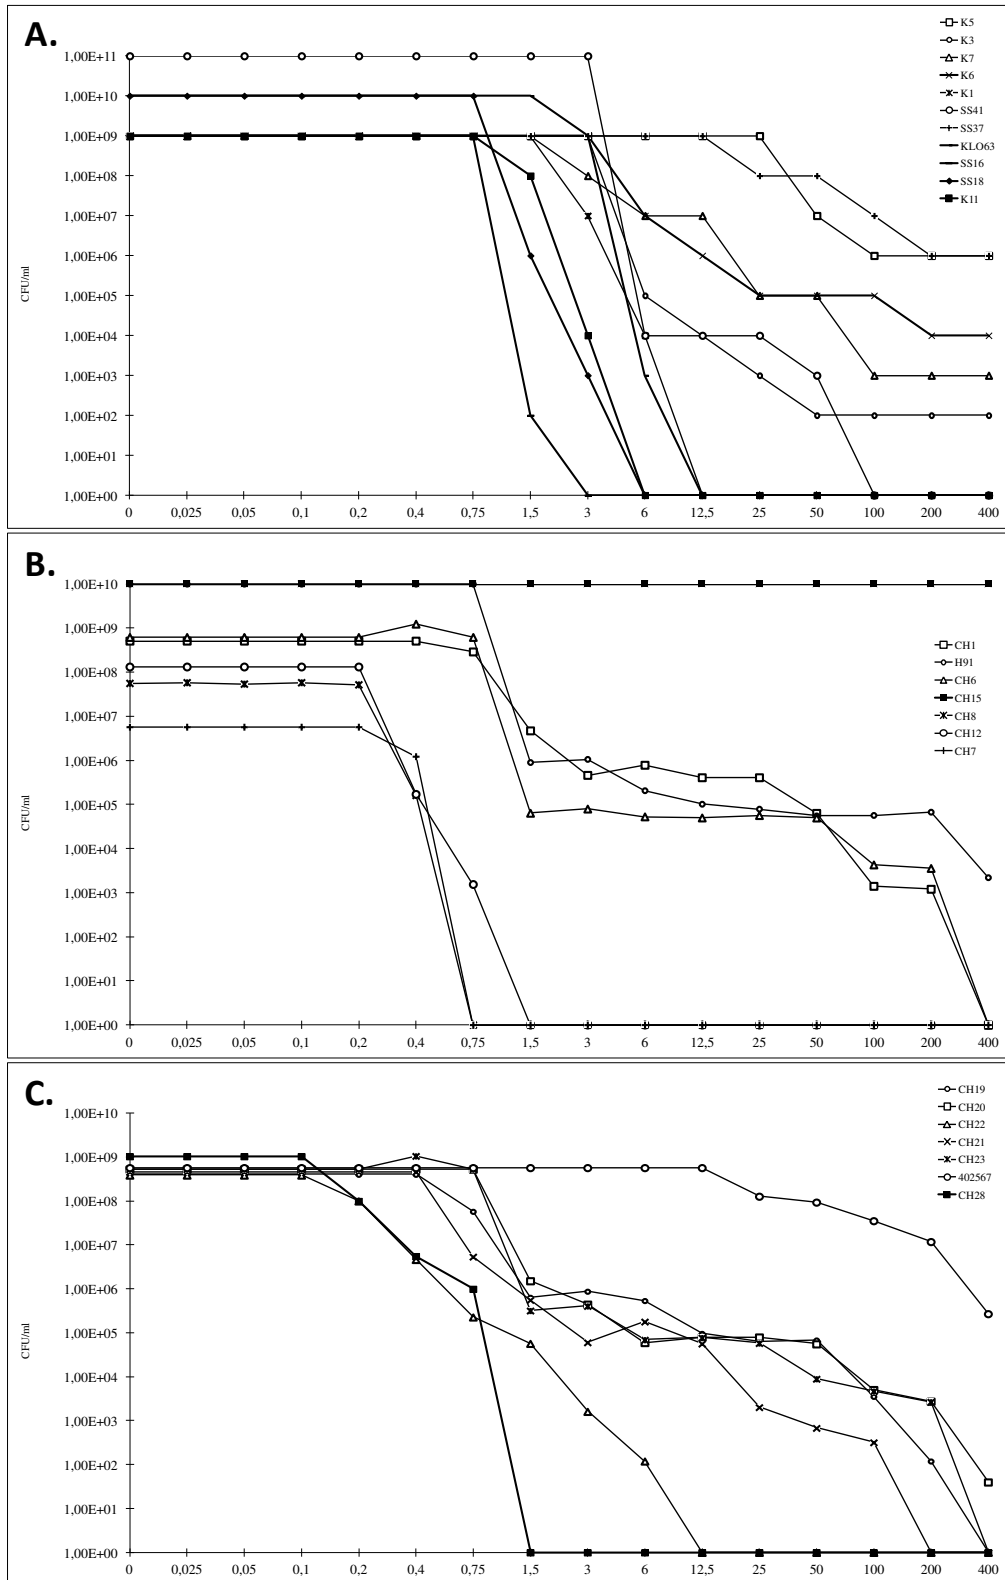 A.
K5
K3
K7
K6
K1
SS41
SS37
KLO63
SS16
SS18
K11
1,00E+11
1,00E+10
1,00E+09
1,00E+08
1,00E+07
1,00E+06
1,00E+05
1,00E+04
1,00E+03
1,00E+02
1,00E+01
1,00E+00
CFU/ml
0 0,025 0,05 0,1 0,2 0,4 0,75 1,5 3 6 12,5 25 50 100 200 400
B.
1,00E+10
1,00E+09
1,00E+08
1,00E+07
1,00E+06
1,00E+05
1,00E+04
1,00E+03
1,00E+02
1,00E+01
1,00E+00
CFU/ml
CH1
H91
CH6
CH15
CH8
CH12
CH7
0 0,025 0,05 0,1 0,2 0,4 0,75 1,5 3 6 12,5 25 50 100 200 400
C.
CH19
CH20
CH22
CH21
CH23
402567
CH28
1,00E+10
1,00E+09
1,00E+08
1,00E+07
1,00E+06
1,00E+05
1,00E+04
1,00E+03
1,00E+02
1,00E+01
1,00E+00
CFU/ml
0 0,025 0,05 0,1 0,2 0,4 0,75 1,5 3 6 12,5 25 50 100 200 400